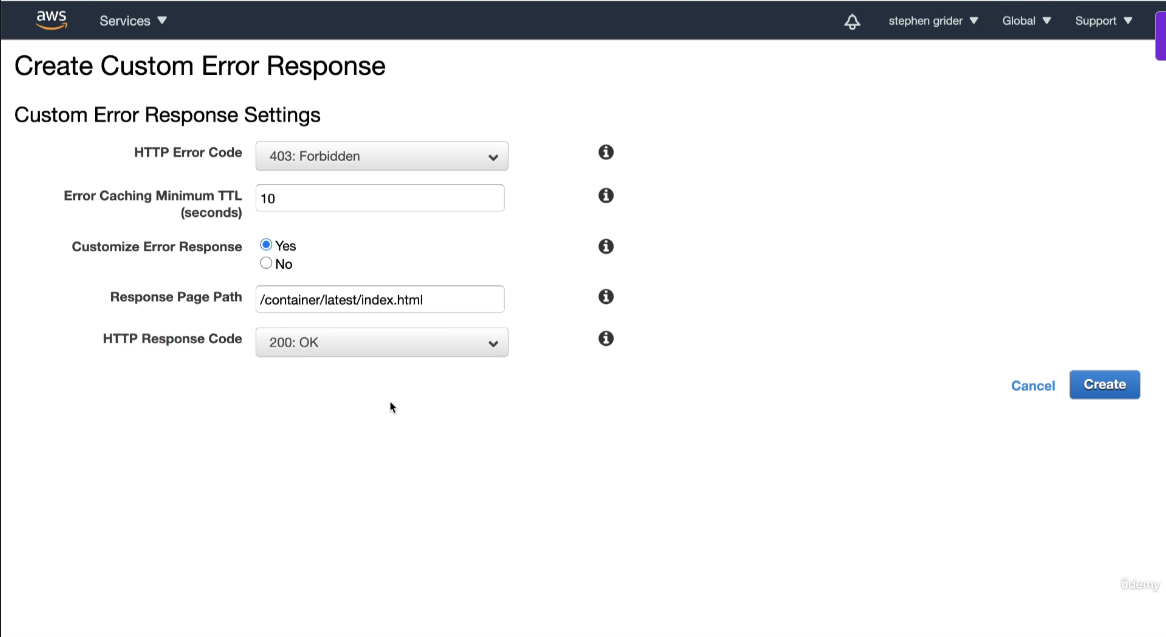 aws Services stephen grider Global Support
Create Custom Error Response
Custom Error Response Settings
HTTP Error Code 403: Forbidden
Error Caching Minimum TTL 10
(seconds)
Customize Error Response Yes
No
Response Page Path /container/latest/index.html
HTTP Response Code 200: OK
Cancel Create
ûdemy